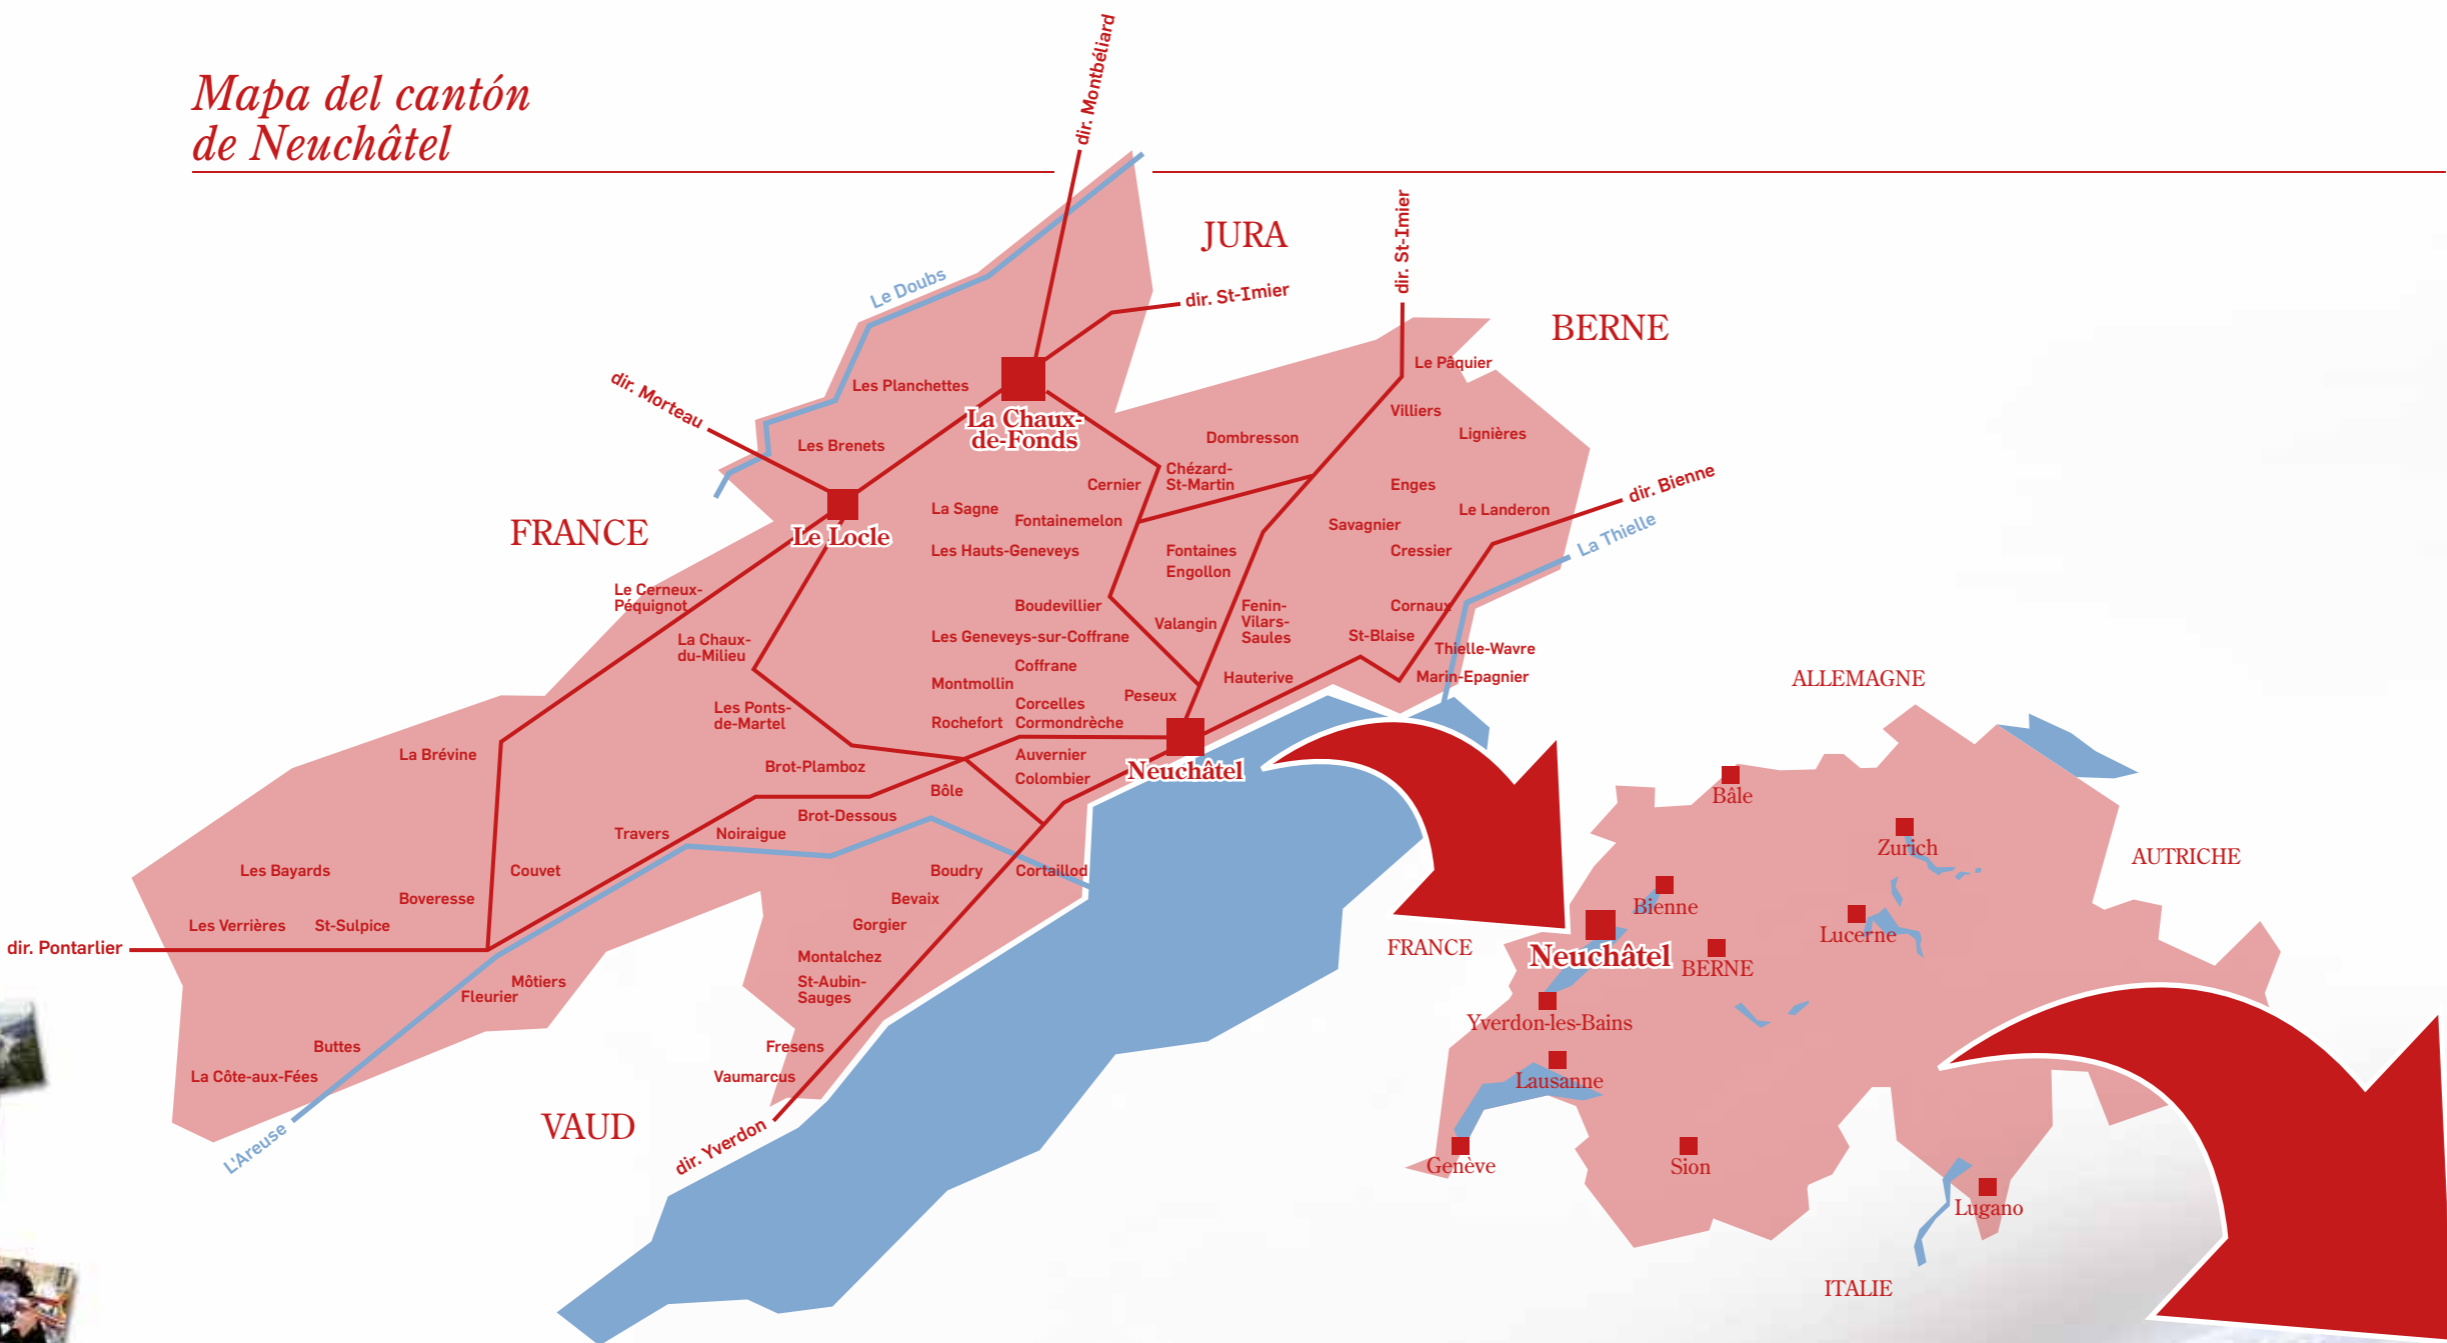 Mapa del cantón
de Neuchâtel
dir. Montbéliard
JURA
dir. St-Imier
dir. St-Imier
BERNE
Le Doubs
dir. Morteau
Les Planchettes
La Chaux-
de-Fonds
Les Brenets
Le Locle
FRANCE
Le Pâquier
Villiers
Lignières
Dombresson
Chézard-
St-Martin
Cernier
Enges
Le Landeron
dir. Bienne
La Thielle
La Sagne
Fontainemelon
Savagnier
Les Hauts-Geneveys
Fontaines
Engollon
Cressier
Le Cerneux-
Péquignot
Boudevillier
Valangin
Fenin-
Vilars-
Saules
Cornaux
La Chaux-
du-Milieu
Les Geneveys-sur-Coffrane
St-Blaise
Thielle-Wavre
Coffrane
Montmollin
Hauterive
Marin-Epagnier
Peseux
Les Ponts-
de-Martel
Corcelles
Cormondrèche
Rochefort
La Brévine
Brot-Plamboz
Auvernier
Colombier
Neuchâtel
Bôle
Brot-Dessous
Travers
Noiraigue
Les Bayards
Couvet
Boudry
Cortaillod
Boveresse
Bevaix
Les Verrières
St-Sulpice
Gorgier
dir. Pontarlier
Montalchez
Môtiers
Fleurier
St-Aubin-
Sauges
Buttes
Fresens
La Côte-aux-Fées
Vaumarcus
L'Areuse
VAUD
dir. Yverdon
ALLEMAGNE
Bâle
Zurich
AUTRICHE
Bienne
Lucerne
FRANCE
Neuchâtel
BERNE
Yverdon-les-Bains
Lausanne
Genève
Sion
Lugano
ITALIE